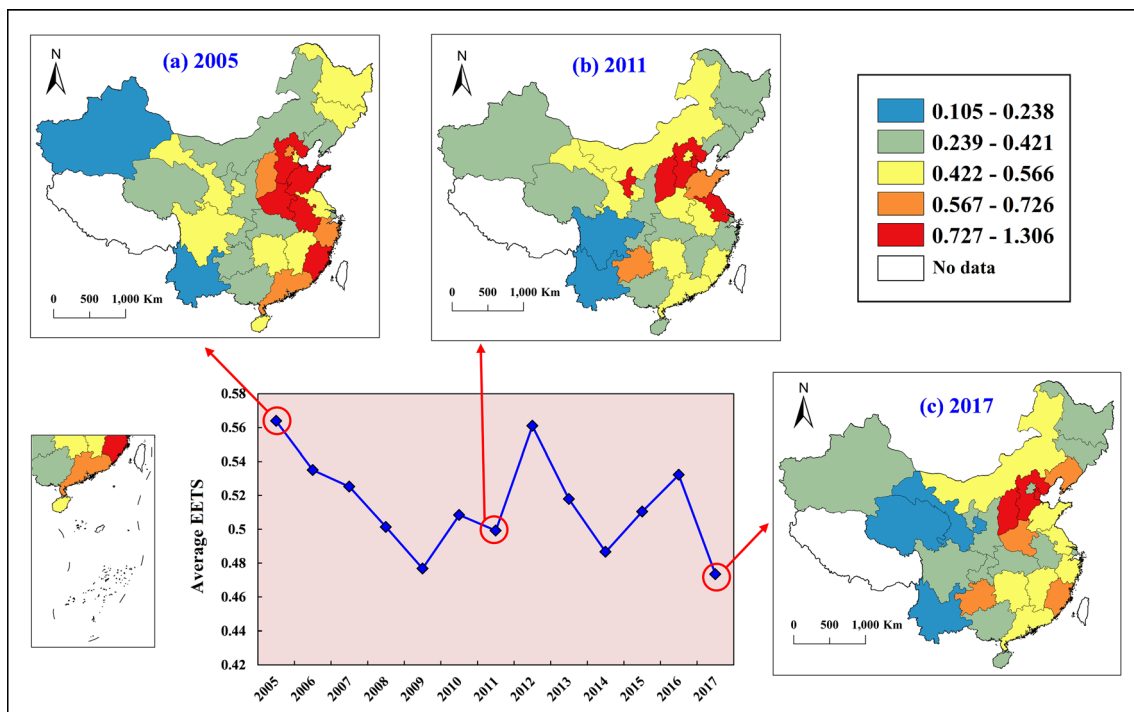 N
(a) 2005
0 500 1,000 Km
N
(b) 2011
0 500 1,000 Km
0.105 - 0.238
0.239 - 0.421
0.422 - 0.566
0.567 - 0.726
0.727 - 1.306
No data
Average EETS
0.58
0.56
0.54
0.52
0.5
0.48
0.46
0.44
0.42
2005
2006
2007
2008
2009
2010
2011
2012
2013
2014
2015
2016
2017
N
(c) 2017
0 500 1,000 Km